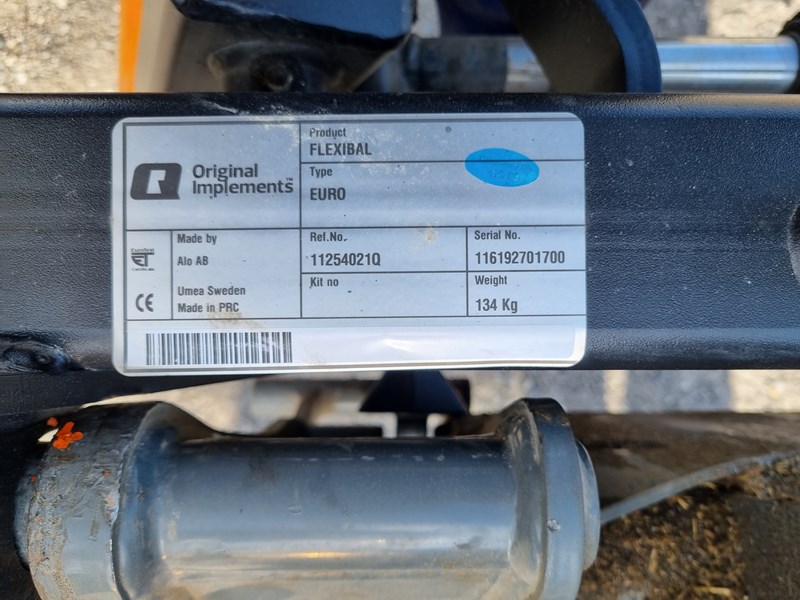 Original
Implements™
Product
FLEXIBAL
Type
EURO
Made by
Alo AB
Umea Sweden
Made in PRC
CE
Ref.No.
11254021Q
Serial No.
116192701700
Kit no
Weight
134 Kg